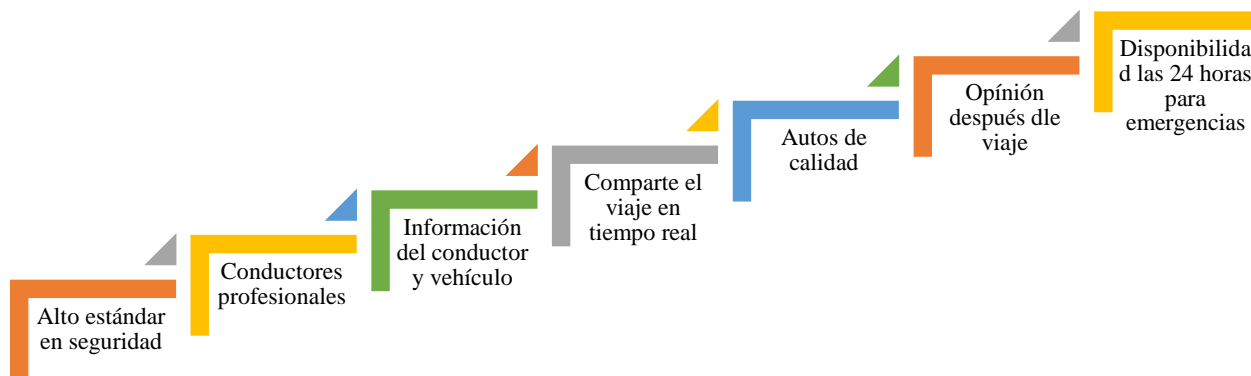 Alto estándar
en seguridad
Conductores
profesionales
Información
del conductor
y vehículo
Comparte el
viaje en
tiempo real
Autos de
calidad
Opínión
después dle
viaje
Disponibilida
d las 24 horas
para
emergencias